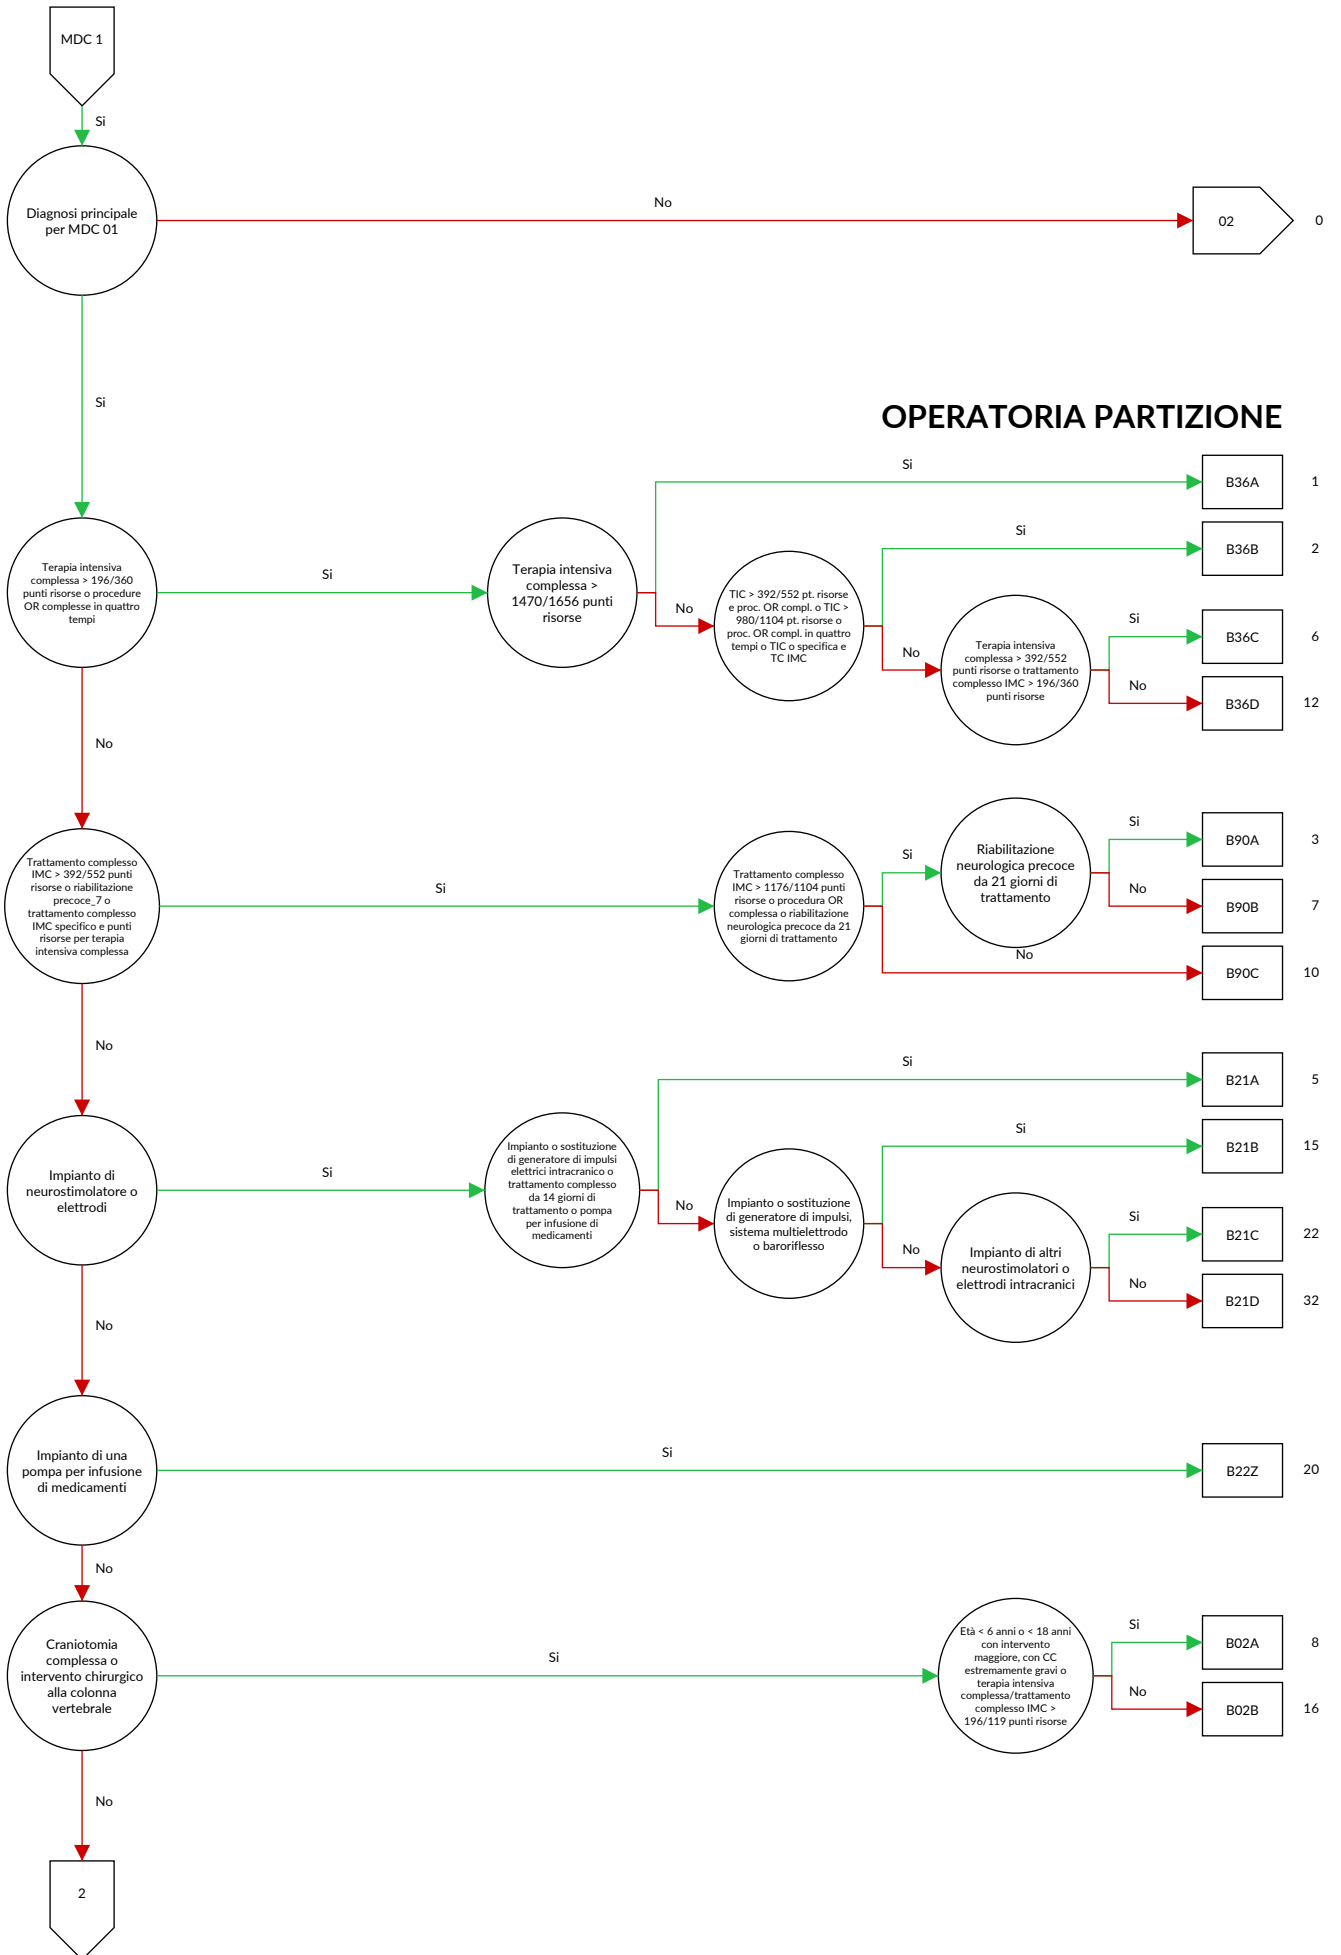 MDC 1
Si
Diagnosi principale
per MDC 01
No
02
0
Si
OPERATORIA PARTIZIONE
Terapia intensiva
complessa > 196/360
punti risorse o procedure
OR complesse in quattro
tempi
Si
Terapia intensiva
complessa >
1470/1656 punti
risorse
Si
B36A
1
No
TIC > 392/552 pt. risorse
e proc. OR compl. o TIC >
980/1104 pt. risorse o
proc. OR compl. in quattro
tempi o TIC o specifica e
TC IMC
Si
B36B
2
No
Terapia intensiva
complessa > 392/552
punti risorse o trattamento
complesso IMC > 196/360
punti risorse
Si
B36C
6
No
B36D
12
No
Trattamento complesso
IMC > 392/552 punti
risorse o riabilitazione
precoce_7 o
trattamento complesso
IMC specifico e punti
risorse per terapia
intensiva complessa
Si
Trattamento complesso
IMC > 1176/1104 punti
risorse o procedura OR
complessa o riabilitazione
neurologica precoce da 21
giorni di trattamento
Si
Riabilitazione
neurologica precoce
da 21 giorni di
trattamento
Si
B90A
3
No
B90B
7
No
B90C
10
No
Impianto di
neurostimolatore o
elettrodi
Si
Impianto o sostituzione
di generatore di impulsi
elettrici intracranico o
trattamento complesso
da 14 giorni di
trattamento o pompa
per infusione di
medicamenti
Si
B21A
5
No
Impianto o sostituzione
di generatore di impulsi,
sistema multielettrodo
o baroriflesso
Si
B21B
15
No
Impianto di altri
neurostimolatori o
elettrodi intracranici
Si
B21C
22
No
B21D
32
No
Impianto di una
pompa per infusione
di medicamenti
Si
B22Z
20
No
Craniotomia
complessa o
intervento chirurgico
alla colonna
vertebrale
Si
Età < 6 anni o < 18 anni
con intervento
maggiore, con CC
estremamente gravi o
terapia intensiva
complessa/trattamento
complesso IMC >
196/119 punti risorse
Si
B02A
8
No
B02B
16
No
2